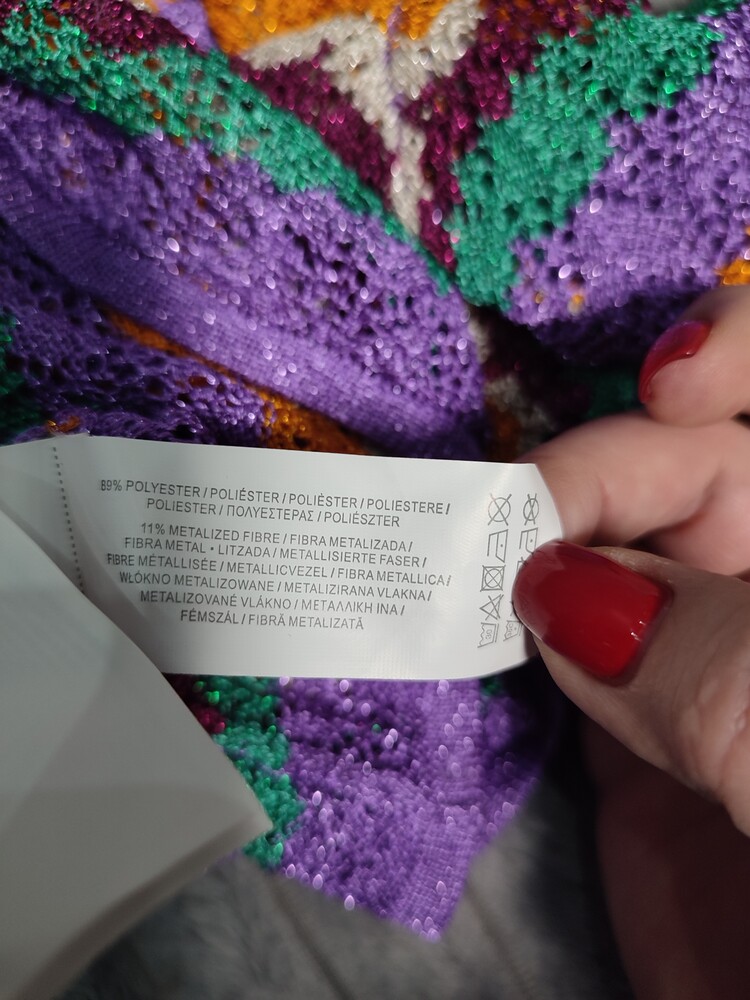 89% POLYESTER / POLIÉSTER / POLIÈSTER / POLIESTERE /
POLIESTER / ΠΟΛΥΕΣΤΕΡΑΣ / POLIÉSZTER
11% METALIZED FIBRE / FIBRA METALIZADA /
FIBRA METAL • LITZADA / METALLISIERTE FASER /
FIBRE MÉTALLISÉE / METALLICVEZEL / FIBRA METALLICA /
WŁÓKNO METALIZOWANE / METALIZIRANA VLAKNA /
METALIZOVANÉ VLÁKNO / ΜΕΤΑΛΛΙΚΗ ΙΝΑ /
FÉMSZÁL / FIBRĂ METALIZATĂ